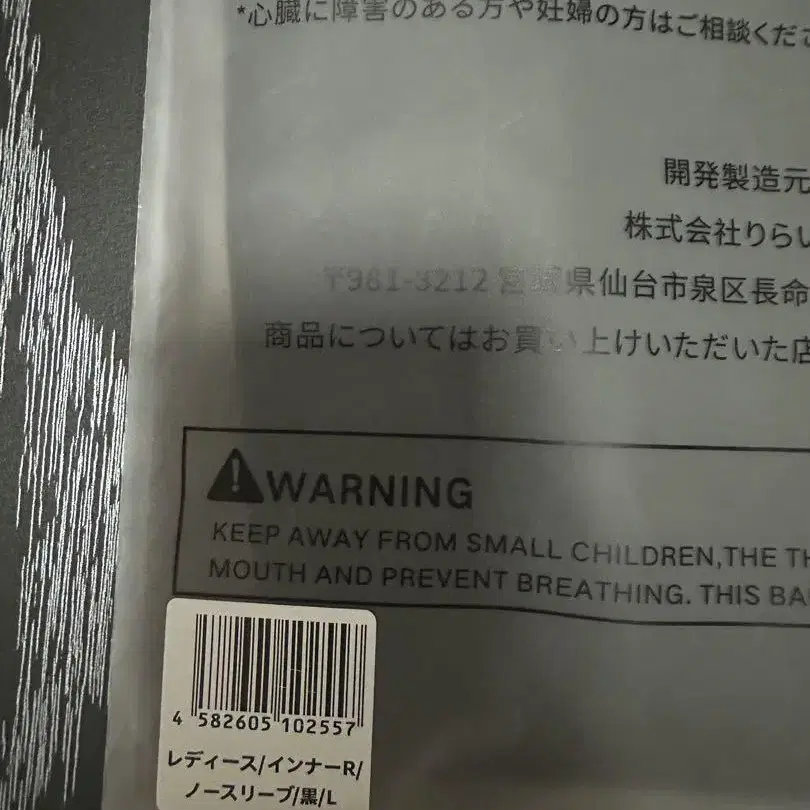 *心臓に障害のある方や妊婦の方はご相談くださ
開発製造元
株式会社りらい
〒981-3212 宮城県仙台市泉区長命
商品についてはお買い上げいただいた店
WARNING
KEEP AWAY FROM SMALL CHILDREN,THE TH
MOUTH AND PREVENT BREATHING. THIS BA
4 582605 102557
レディース/インナーR/
ノースリーブ/黒/L